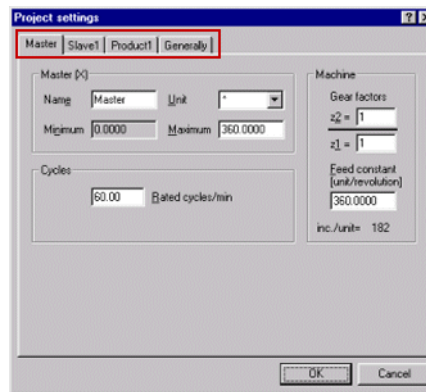 Project settings
Master Slave1 Product1 Generally
Master (X)
Name Master Unit °
Minimum 0.0000 Maximum 360.0000
Cycles
60.00 Rated cycles/min
Machine
Gear factors
z2 = 1
z1 = 1
Feed constant
[unit/revolution]
360.0000
inc./unit= 182
OK Cancel